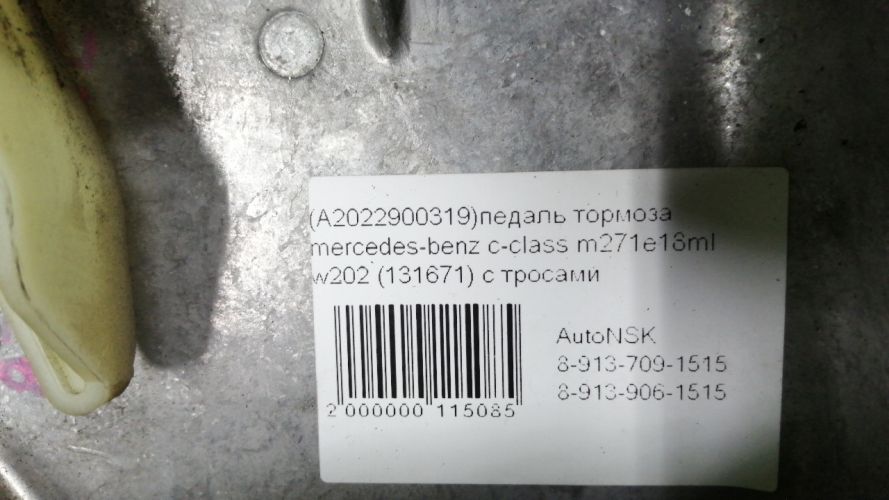 (A2022900319)педаль тормоза
mercedes-benz c-class m271e18ml
w202 (131671) с тросами
AutoNSK
8-913-709-1515
8-913-906-1515
2 000000 115085